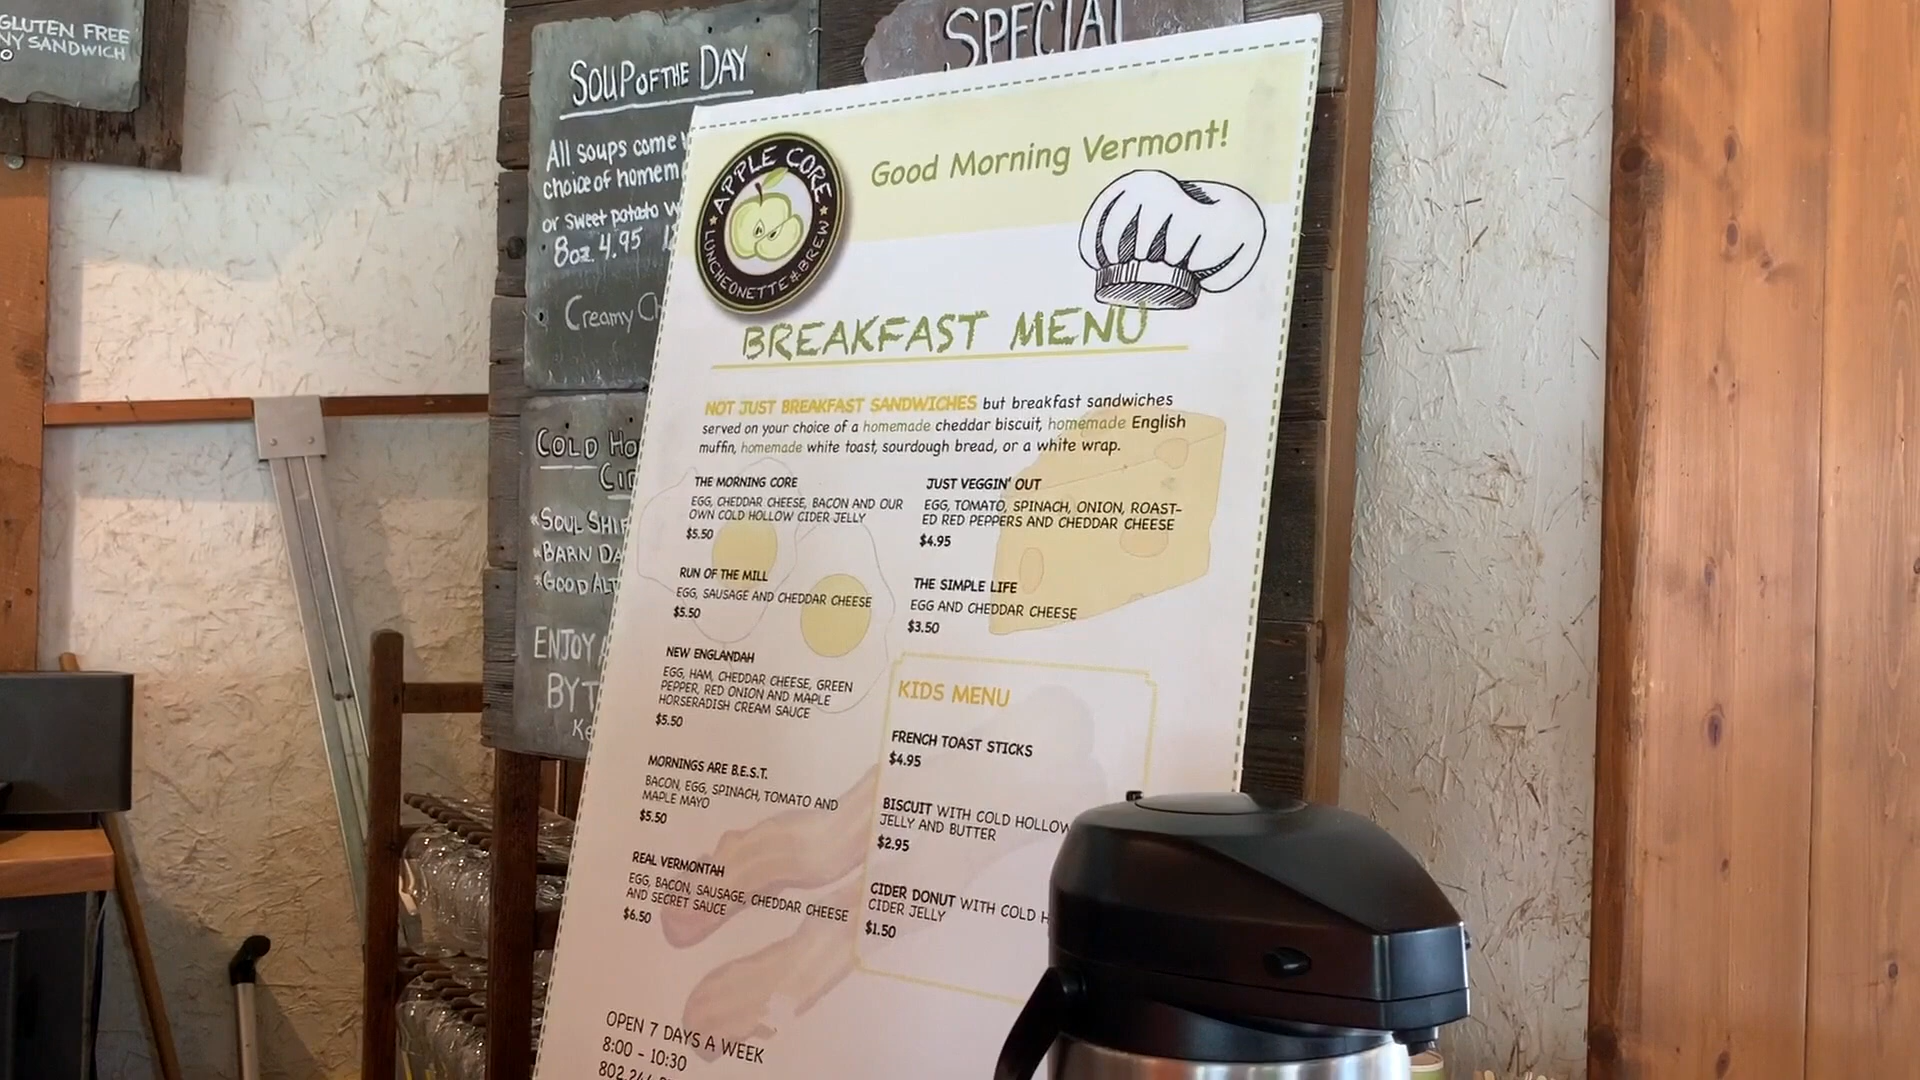 GLUTEN FREE
SANDWICH
SOUP OF THE DAY
All soups come
choice of homem
or sweet potato
8oz. 4.95
Creamy
COLD
*SOUL
*BARN
*GOOD
ENJOY
BY
SPECIAL
APPLE CORE
LUNCHEONETTE & BREW
Good Morning Vermont!
BREAKFAST MENU
NOT JUST BREAKFAST SANDWICHES but breakfast sandwiches
served on your choice of a homemade cheddar biscuit, homemade English
muffin, homemade white toast, sourdough bread, or a white wrap.
THE MORNING CORE
EGG, CHEDDAR CHEESE, BACON AND OUR
OWN COLD HOLLOW CIDER JELLY
$5.50
RUN OF THE MILL
EGG, SAUSAGE AND CHEDDAR CHEESE
$5.50
NEW ENGLANDAH
EGG, HAM, CHEDDAR CHEESE, GREEN
PEPPER, RED ONION AND MAPLE
HORSERADISH CREAM SAUCE
$5.50
MORNINGS ARE B.E.S.T.
BACON, EGG, SPINACH, TOMATO AND
MAPLE MAYO
$5.50
REAL VERMONTAH
EGG, BACON, SAUSAGE, CHEDDAR CHEESE
AND SECRET SAUCE
$6.50
JUST VEGGIN' OUT
EGG, TOMATO, SPINACH, ONION, ROAST-
ED RED PEPPERS AND CHEDDAR CHEESE
$4.95
THE SIMPLE LIFE
EGG AND CHEDDAR CHEESE
$3.50
KIDS MENU
FRENCH TOAST STICKS
$4.95
BISCUIT WITH COLD HOLLOW
JELLY AND BUTTER
$2.95
CIDER DONUT WITH COLD H
CIDER JELLY
$1.50
OPEN 7 DAYS A WEEK
8:00 - 10:30